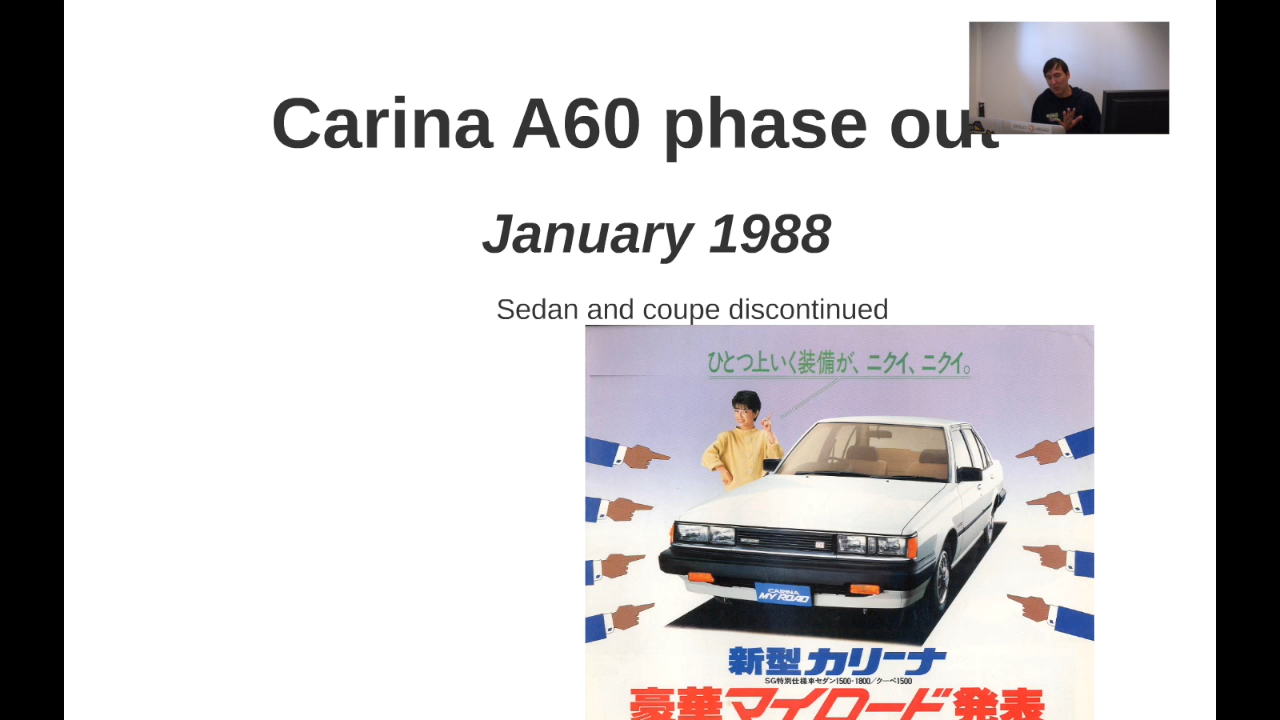 Carina A60 phase out
January 1988
Sedan and coupe discontinued
ひとつ上いく装備が、ニクイ、ニクイ。
CARINA
MY ROAD
新型カリーナ
SG特別仕様車セダン1500・1800/クーペ1500
豪華マイロード発表